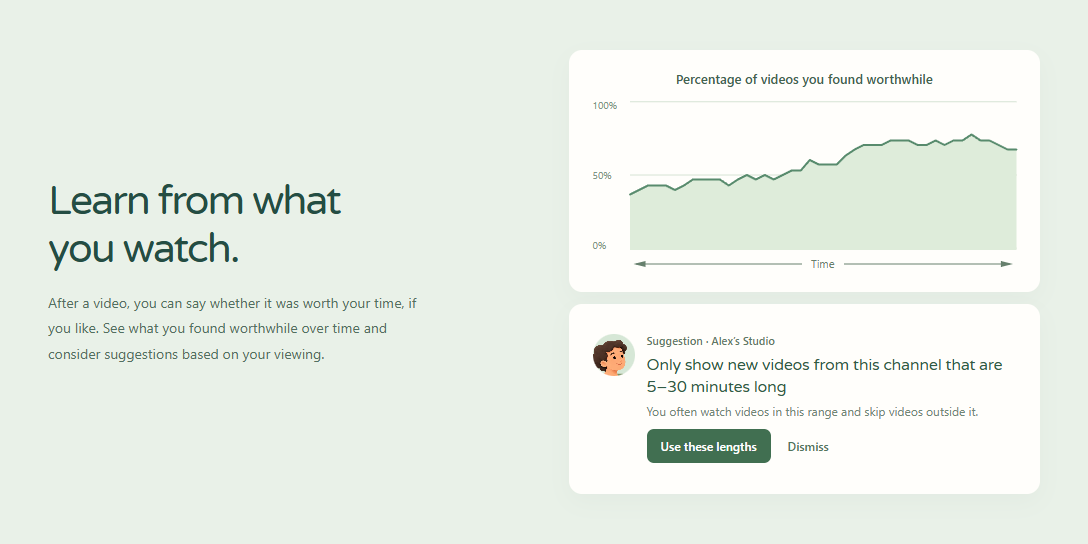 Learn from what
you watch.
After a video, you can say whether it was worth your time, if
you like. See what you found worthwhile over time and
consider suggestions based on your viewing.
Percentage of videos you found worthwhile
100%
50%
0%
Time
Suggestion · Alex's Studio
Only show new videos from this channel that are
5–30 minutes long
You often watch videos in this range and skip videos outside it.
Use these lengths
Dismiss